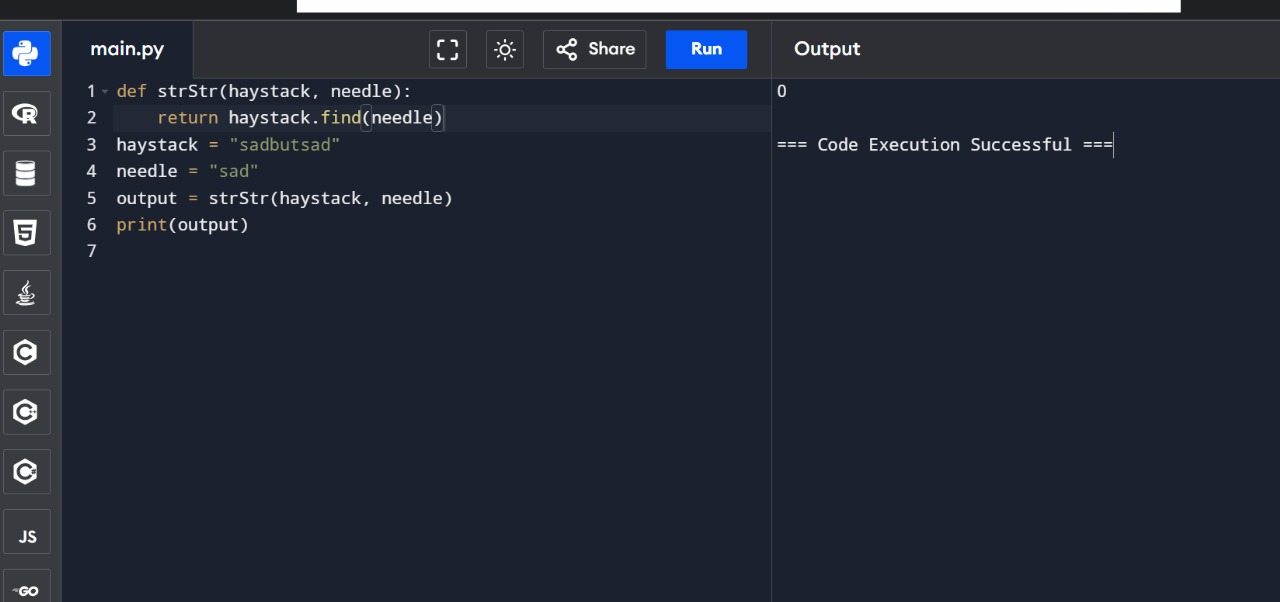 main.py
Share
Run
Output
1 def strStr(haystack, needle):
2     return haystack.find(needle)
3 haystack = "sadbutsad"
4 needle = "sad"
5 output = strStr(haystack, needle)
6 print(output)
7
0
=== Code Execution Successful ===
R
5
C
C
C
JS
GO